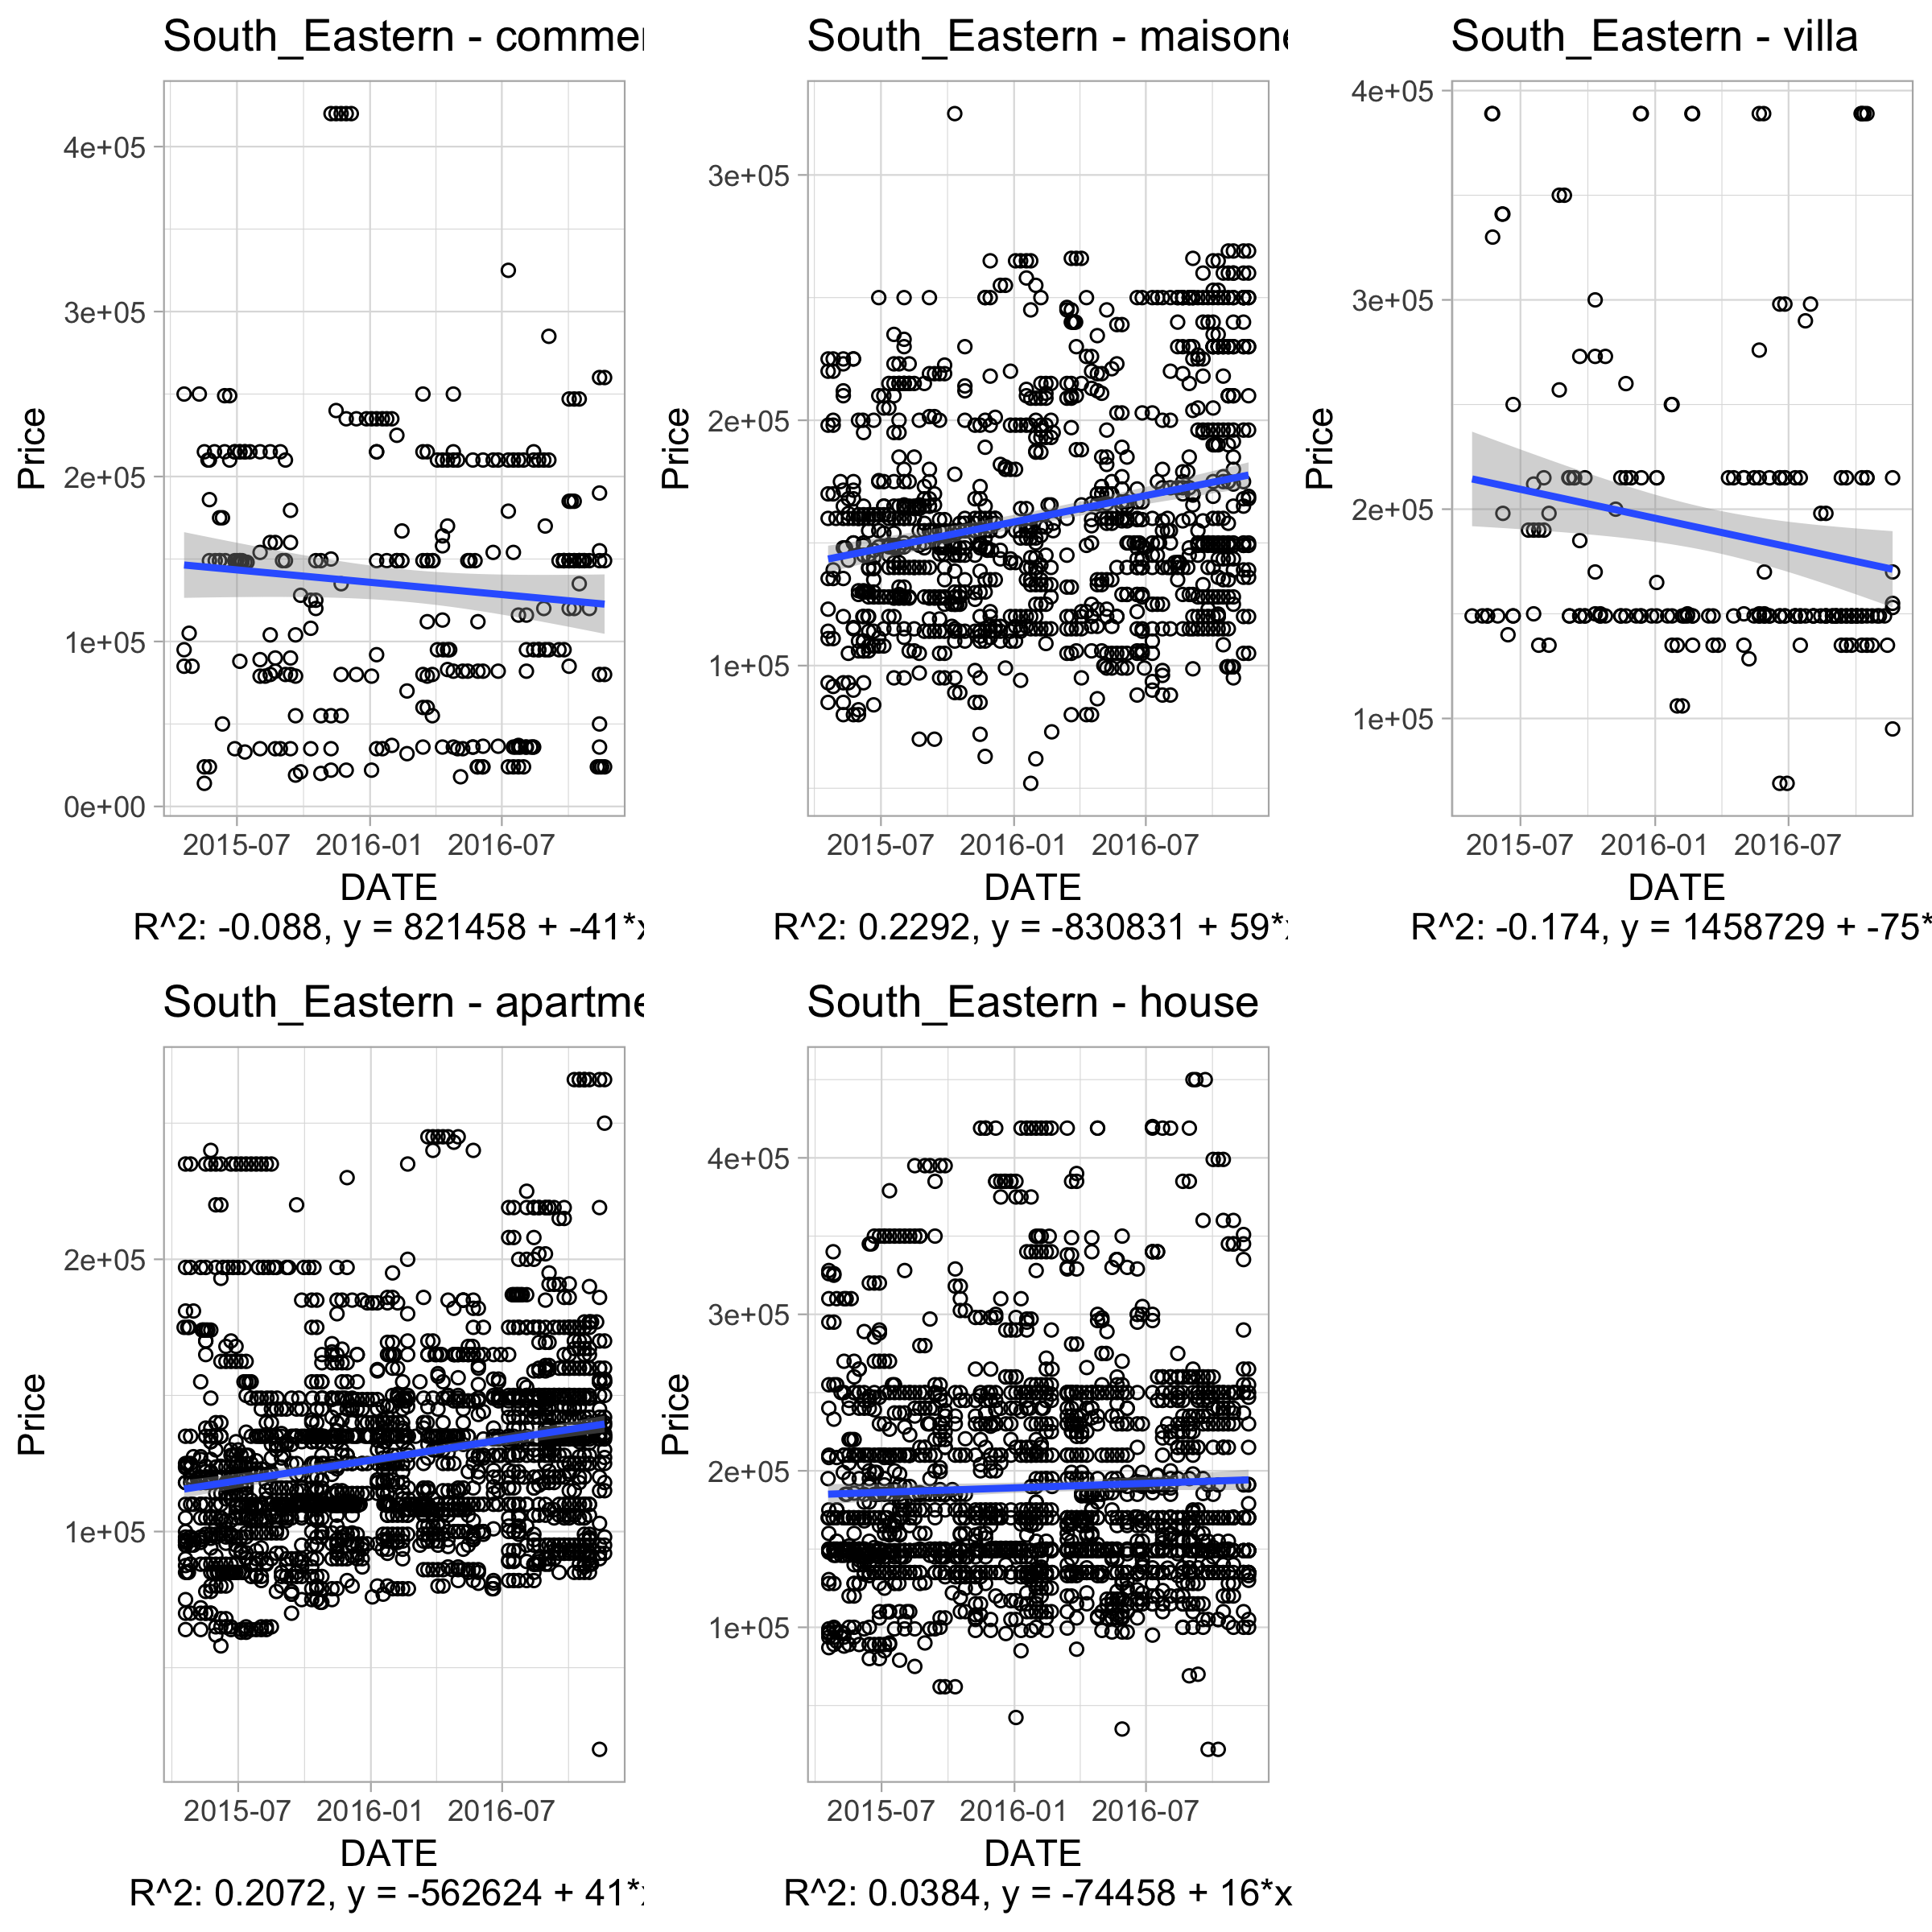 South_Eastern - commer
4e+05
3e+05
2e+05
1e+05
0e+00
Price
2015-07 2016-01 2016-07
DATE
R^2: -0.088, y = 821458 + -41*x
South_Eastern - maisone
3e+05
2e+05
1e+05
Price
2015-07 2016-01 2016-07
DATE
R^2: 0.2292, y = -830831 + 59*x
South_Eastern - villa
4e+05
3e+05
2e+05
1e+05
Price
2015-07 2016-01 2016-07
DATE
R^2: -0.174, y = 1458729 + -75*
South_Eastern - apartme
2e+05
1e+05
Price
2015-07 2016-01 2016-07
DATE
R^2: 0.2072, y = -562624 + 41*x
South_Eastern - house
4e+05
3e+05
2e+05
1e+05
Price
2015-07 2016-01 2016-07
DATE
R^2: 0.0384, y = -74458 + 16*x